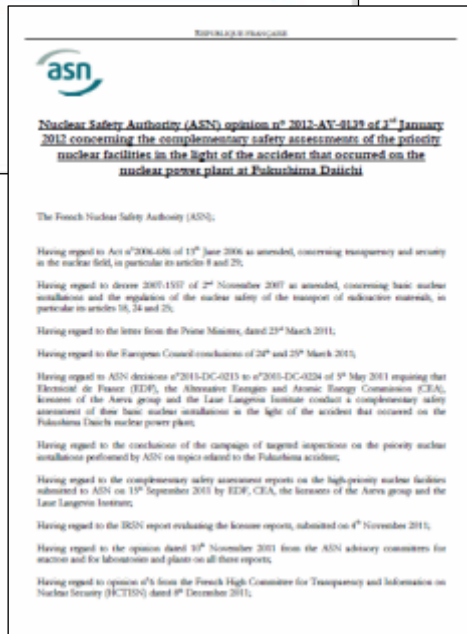 REPUBLIQUE FRANÇAISE
asn
Nuclear Safety Authority (ASN) opinion n° 2012-AV-0139 of 3rd January
2012 concerning the complementary safety assessments of the priority
nuclear facilities in the light of the accident that occurred on the
nuclear power plant at Fukushima Daiichi
The French Nuclear Safety Authority (ASN);
Having regard to Act n°2006-686 of 13th June 2006 as amended, concerning transparency and security
in the nuclear field, in particular its articles 8 and 29;
Having regard to decree 2007-1557 of 2nd November 2007 as amended, concerning basic nuclear
installations and the regulation of the nuclear safety of the transport of radioactive materials, in
particular its articles 18, 24 and 25;
Having regard to the letter from the Prime Minister, dated 23rd March 2011;
Having regard to the European Council conclusions of 24th and 25th March 2011;
Having regard to ASN decisions n°2011-DC-0213 to n°2011-DC-0224 of 5th May 2011 requiring that
Electricité de France (EDF), the Alternative Energies and Atomic Energy Commission (CEA),
licensees of the Areva group and the Laue Langevin Institute conduct a complementary safety
assessment of their basic nuclear installations in the light of the accident that occurred on the
Fukushima Daiichi nuclear power plant;
Having regard to the conclusions of the campaign of targeted inspections on the priority nuclear
installations performed by ASN on topics related to the Fukushima accident;
Having regard to the complementary safety assessment reports on the high-priority nuclear facilities
submitted to ASN on 15th September 2011 by EDF, CEA, the licensees of the Areva group and the
Laue Langevin Institute;
Having regard to the IRSN report evaluating the licensee reports, submitted on 4th November 2011;
Having regard to the opinion dated 10th November 2011 from the ASN advisory committees for
reactors and for laboratories and plants on all these reports;
Having regard to opinion n°6 from the French High Committee for Transparency and Information on
Nuclear Security (HCTISN) dated 8th December 2011;